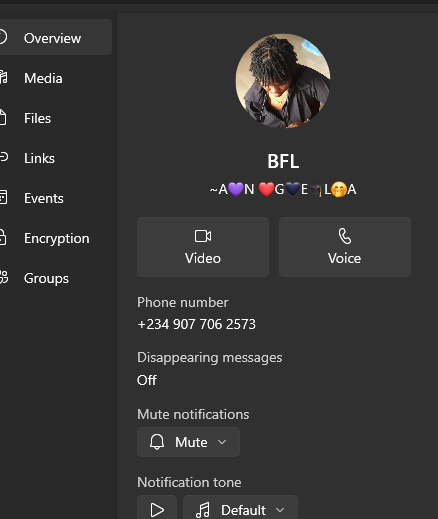 Overview
Media
Files
Links
Events
Encryption
Groups
BFL
~A💜N ❤️G🖤E🎓L🤭A
Video
Voice
Phone number
+234 907 706 2573
Disappearing messages
Off
Mute notifications
Mute
Notification tone
Default